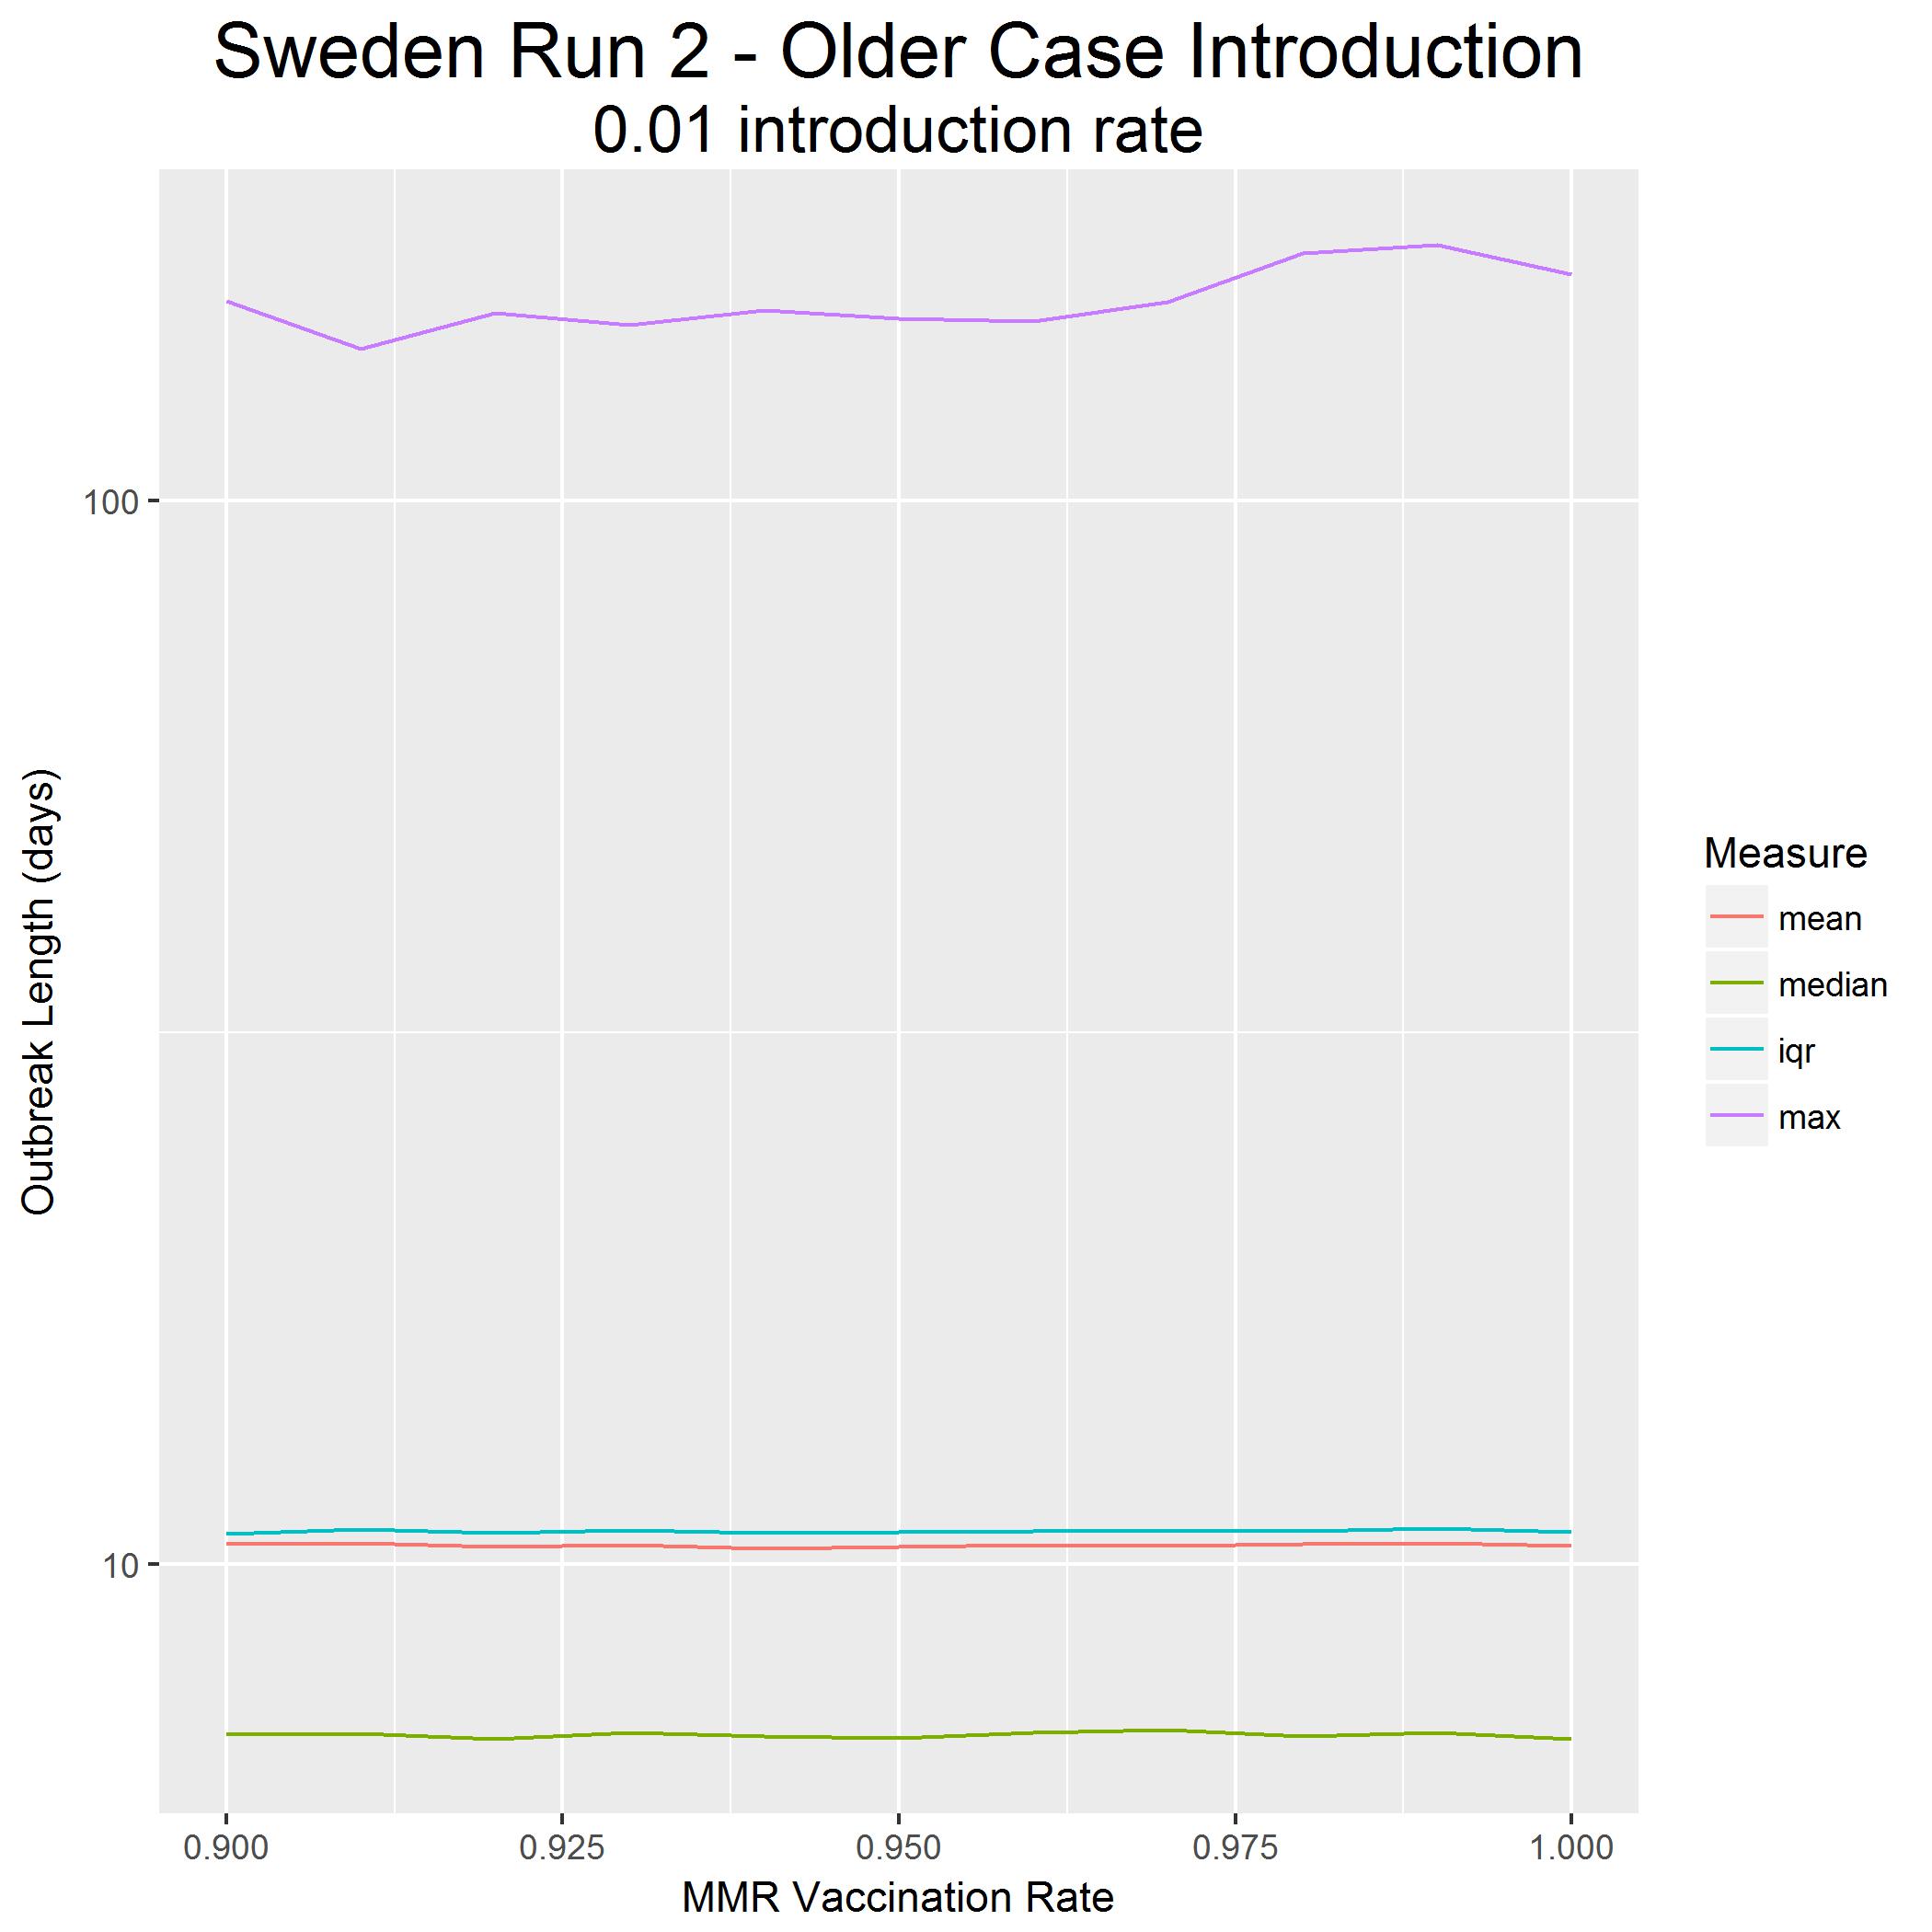 Sweden Run 2 - Older Case Introduction
0.01 introduction rate
Outbreak Length (days)
100
10
0.900
0.925
0.950
0.975
1.000
MMR Vaccination Rate
Measure
mean
median
iqr
max